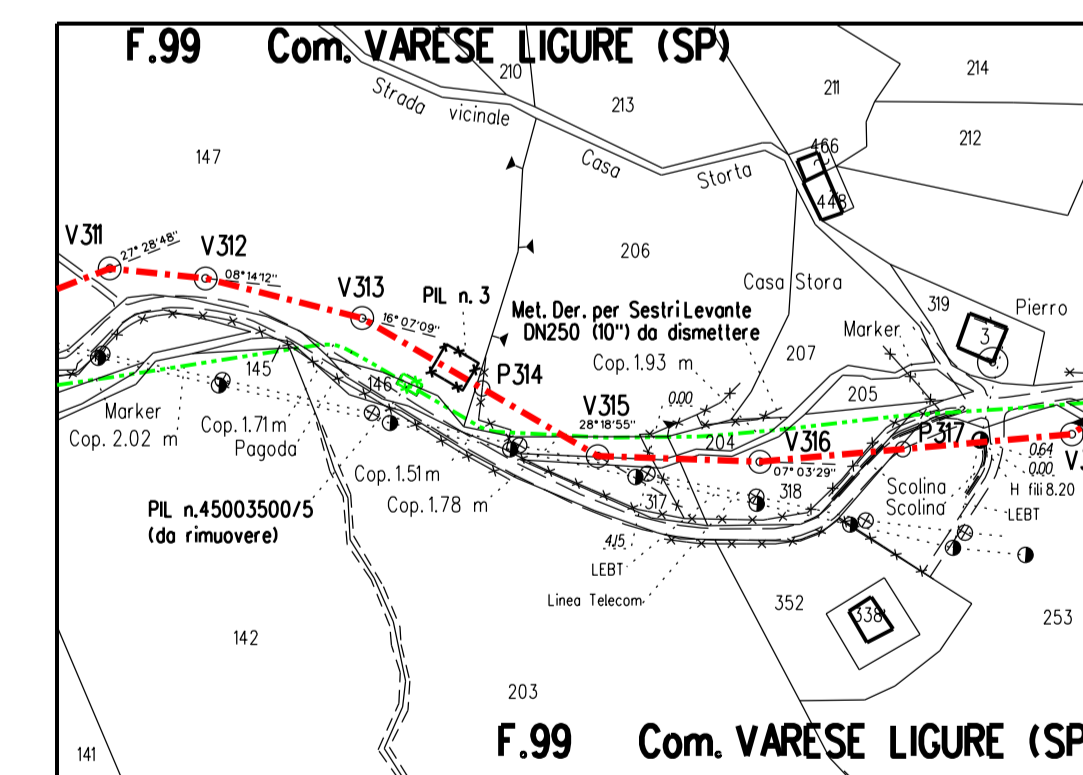 F.99 Com. VARESE LIGURE (SP)
210
213
211
214
212
Strada vicinale Casa Storta
147
466
448
V311
27° 28'48"
V312
08°14'12"
V313
16° 07'09"
PIL n. 3
206
Casa Stora
319
Pierro
3
Met. Der. per Sestri Levante
DN250 (10") da dismettere
Cop. 1.93 m
Marker
207
205
145
146
P314
V315
28°18'55"
0.00
204
V316
07° 03'29"
P317
0.64
0.00
H fili 8.20
LEBT
Marker
Cop. 2.02 m
Cop. 1.71 m
Pagoda
Cop. 1.51 m
Cop. 1.78 m
317
318
Scolina
Scolina
PIL n.45003500/5
(da rimuovere)
4.15
LEBT
Linea Telecom
352
338
253
142
203
141
F.99 Com. VARESE LIGURE (SP